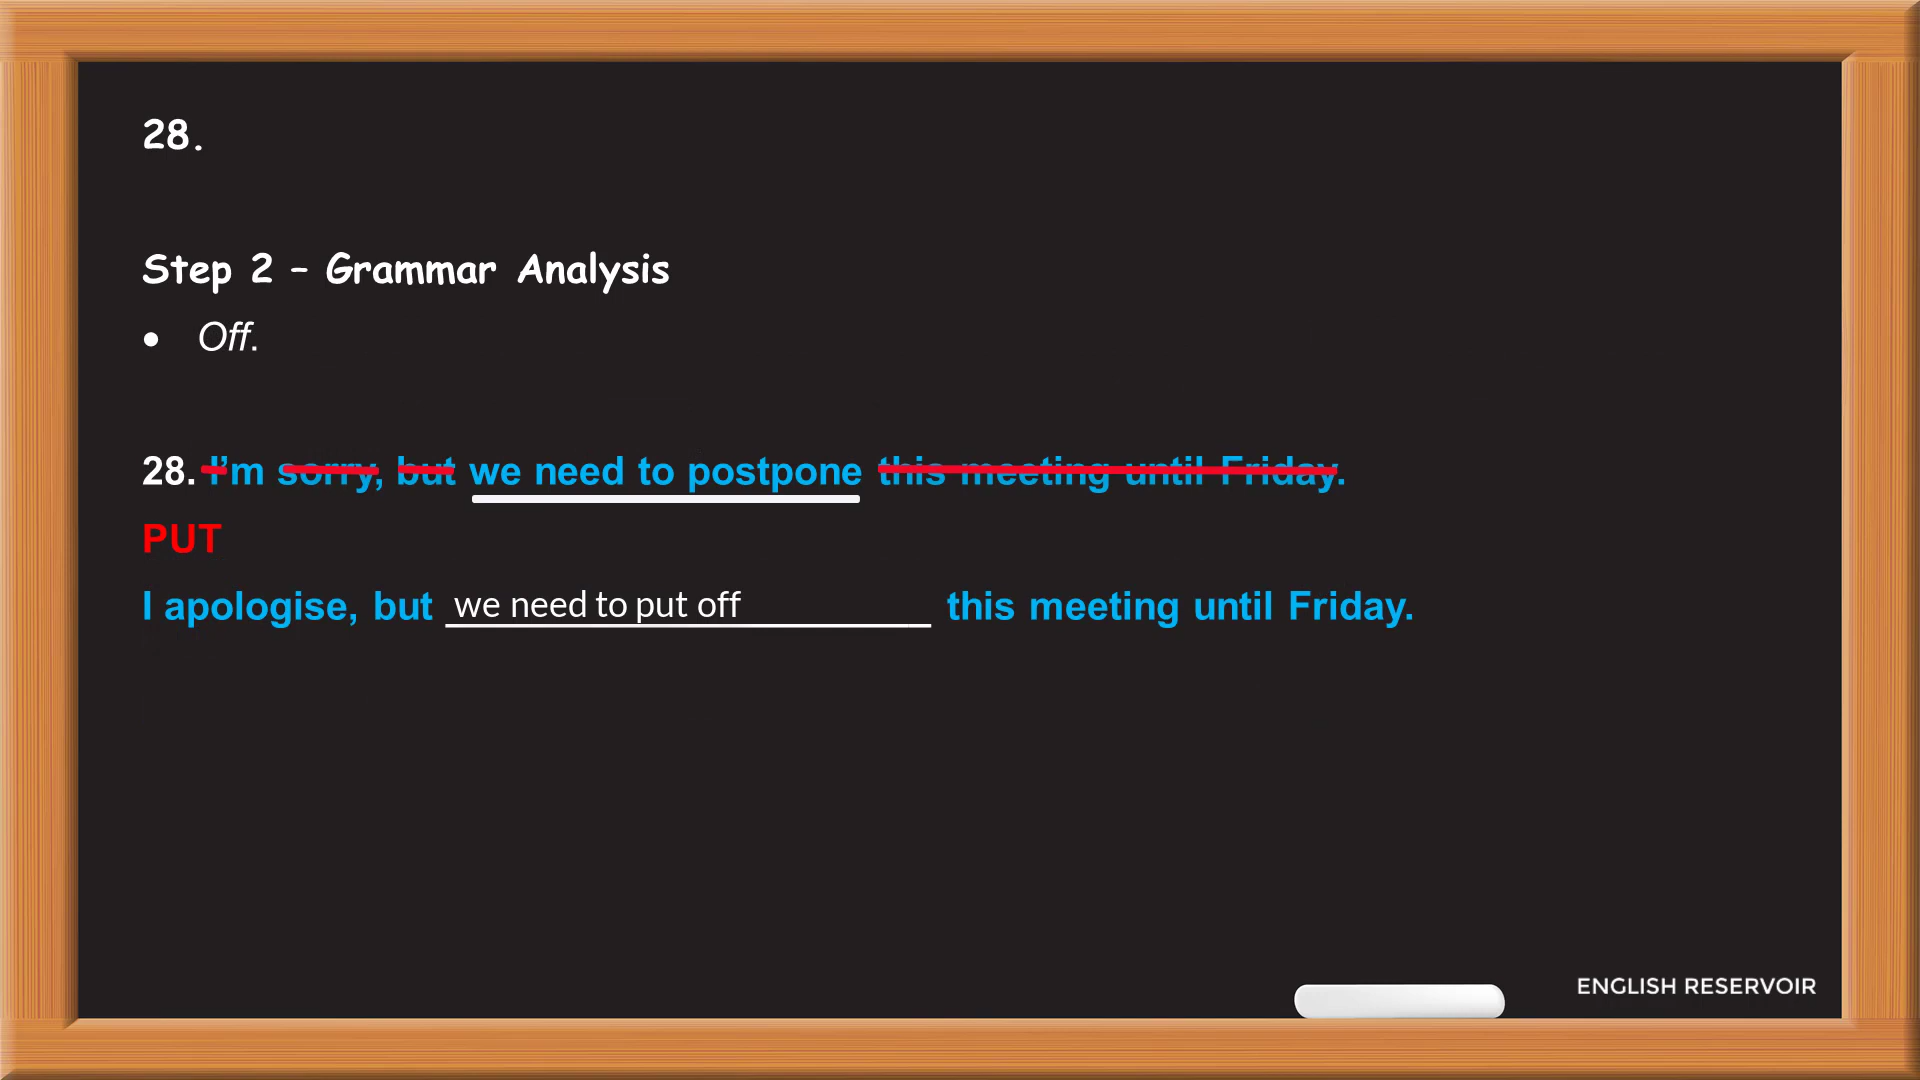 28.
Step 2 – Grammar Analysis
• Off.
28. I'm sorry, but we need to postpone this meeting until Friday.
PUT
I apologise, but we need to put off this meeting until Friday.
ENGLISH RESERVOIR